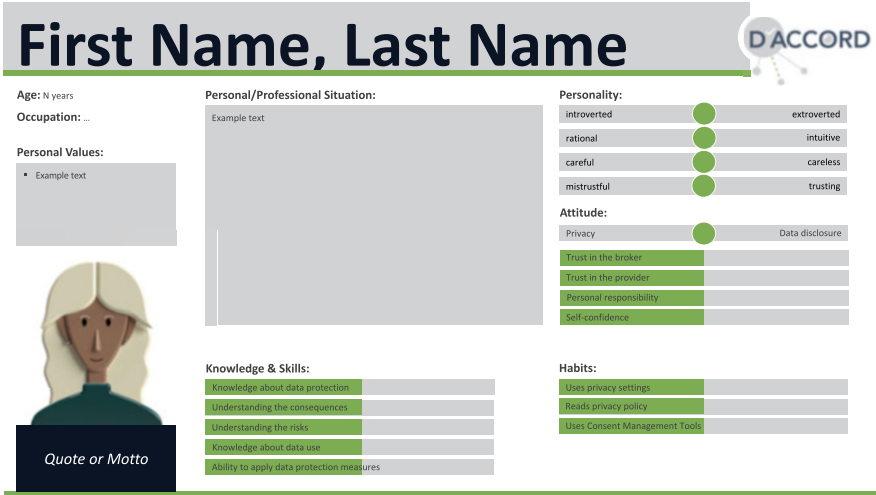 First Name, Last Name
D ACCORD
Age: N years
Occupation: ...
Personal Values:
▪ Example text
Quote or Motto
Personal/Professional Situation:
Example text
Knowledge & Skills:
Knowledge about data protection
Understanding the consequences
Understanding the risks
Knowledge about data use
Ability to apply data protection measures
Personality:
introverted extroverted
rational intuitive
careful careless
mistrustful trusting
Attitude:
Privacy Data disclosure
Trust in the broker
Trust in the provider
Personal responsibility
Self-confidence
Habits:
Uses privacy settings
Reads privacy policy
Uses Consent Management Tools